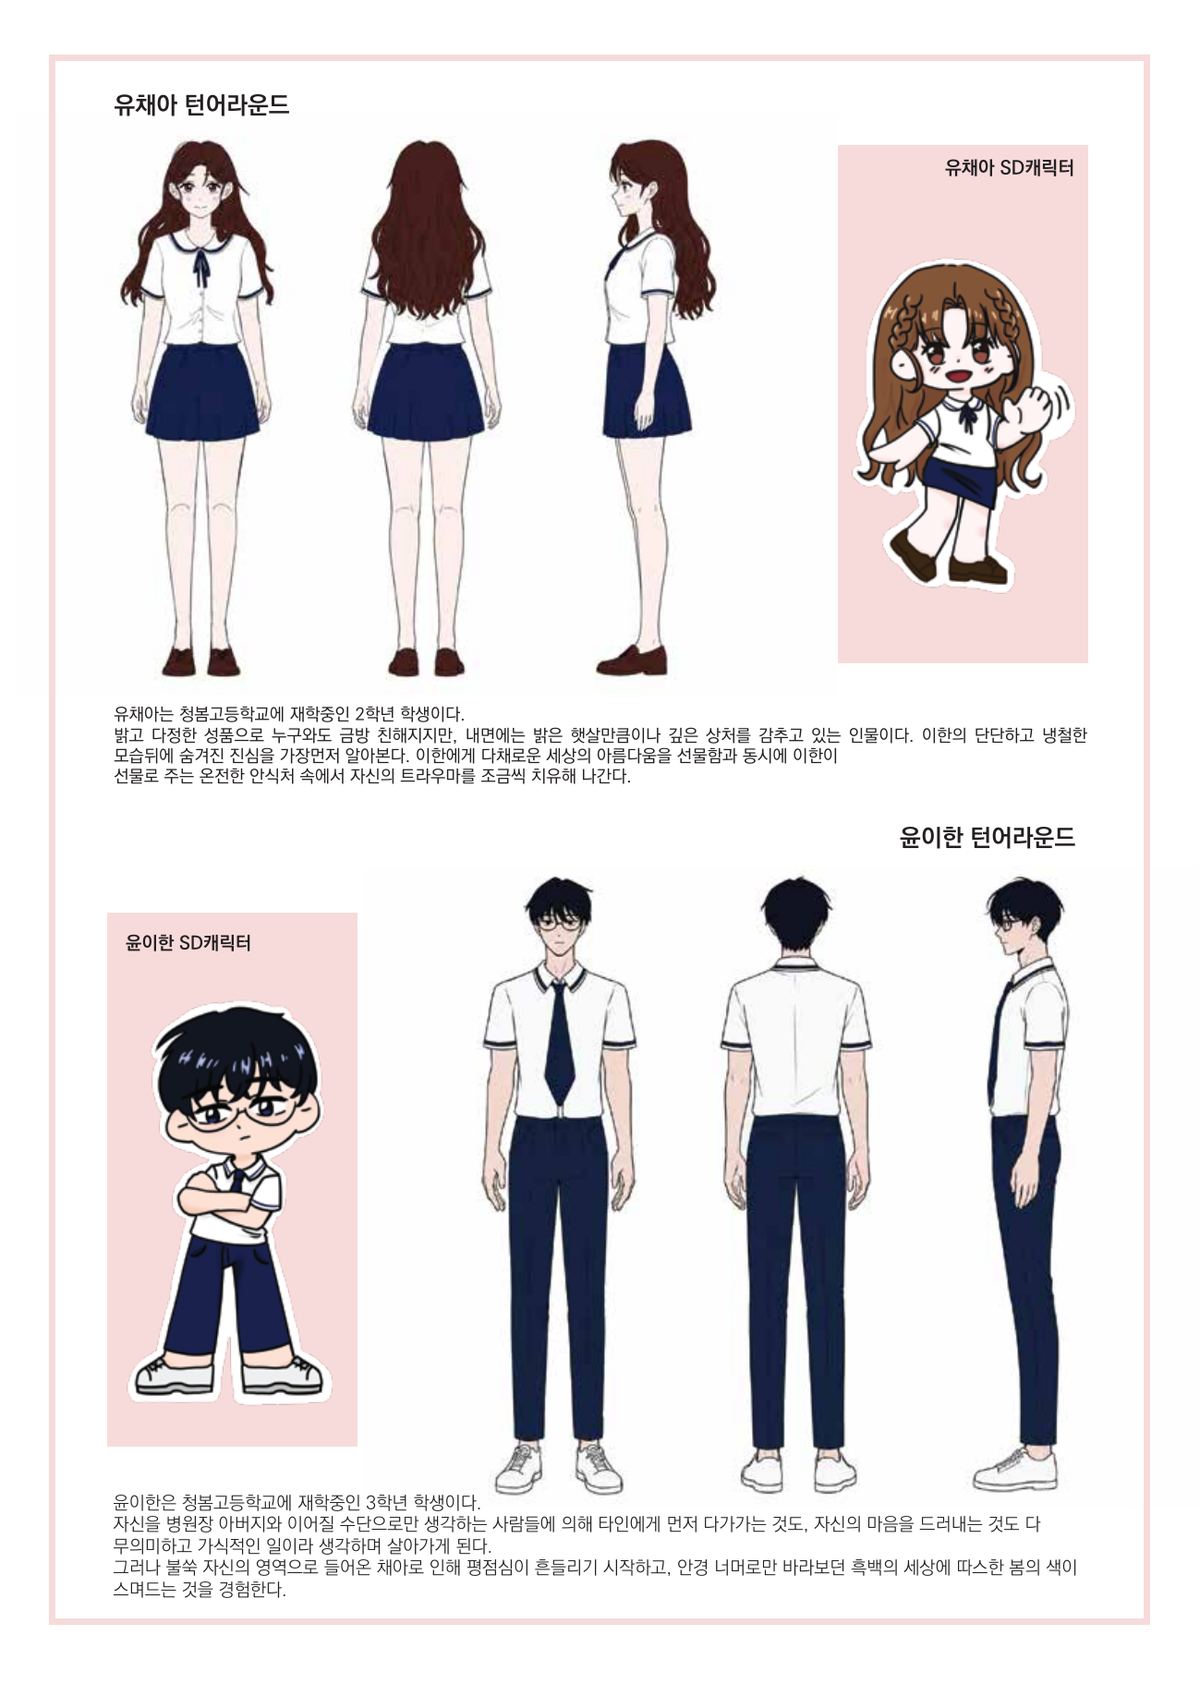 유채아 턴어라운드
유채아 SD캐릭터
유채아는 청봄고등학교에 재학중인 2학년 학생이다.
밝고 다정한 성품으로 누구와도 금방 친해지지만, 내면에는 밝은 햇살만큼이나 깊은 상처를 감추고 있는 인물이다. 이한의 단단하고 냉철한
모습뒤에 숨겨진 진심을 가장먼저 알아본다. 이한에게 다채로운 세상의 아름다움을 선물함과 동시에 이한이
선물로 주는 온전한 안식처 속에서 자신의 트라우마를 조금씩 치유해 나간다.
윤이한 턴어라운드
윤이한 SD캐릭터
윤이한은 청봄고등학교에 재학중인 3학년 학생이다.
자신을 병원장 아버지와 이어질 수단으로만 생각하는 사람들에 의해 타인에게 먼저 다가가는 것도, 자신의 마음을 드러내는 것도 다
무의미하고 가식적인 일이라 생각하며 살아가게 된다.
그러나 불쑥 자신의 영역으로 들어온 채아로 인해 평점심이 흔들리기 시작하고, 안경 너머로만 바라보던 흑백의 세상에 따스한 봄의 색이
스며드는 것을 경험한다.